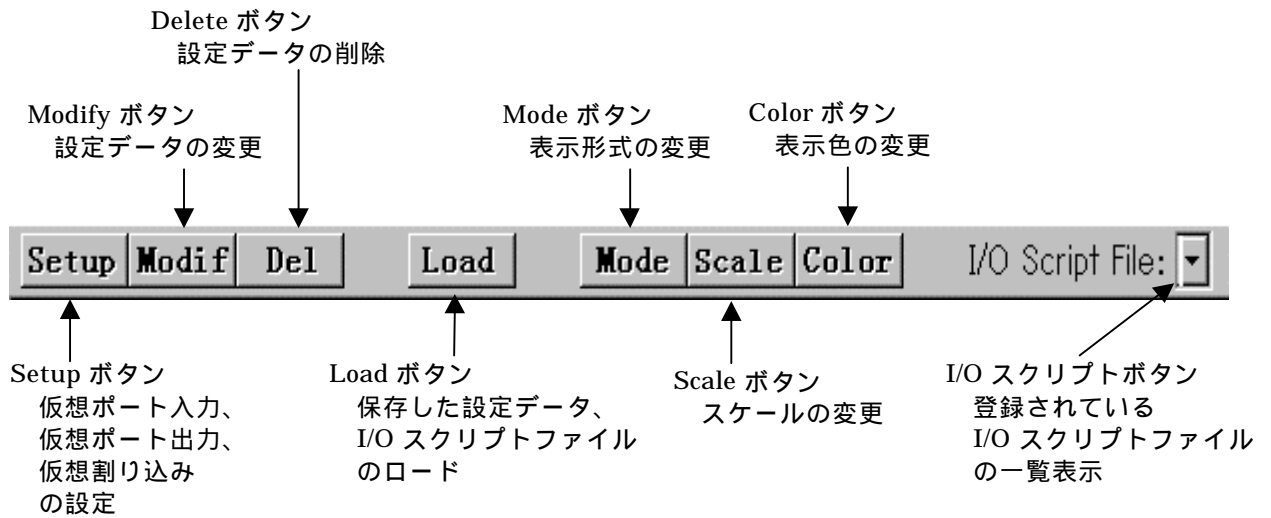 Delete ボタン
設定データの削除
Modify ボタン
設定データの変更
Mode ボタン
表示形式の変更
Color ボタン
表示色の変更
Setup Modif Del Load Mode Scale Color I/O Script File:
Setup ボタン
仮想ポート入力、
仮想ポート出力、
仮想割り込み
の設定
Load ボタン
保存した設定データ、
I/O スクリプトファイル
のロード
Scale ボタン
スケールの変更
I/O スクリプトボタン
登録されている
I/O スクリプトファイル
の一覧表示